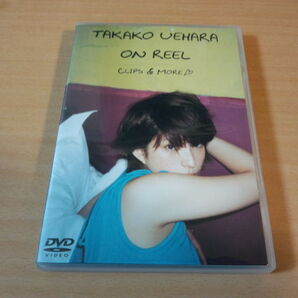 TAKAKO UEHARA
ON REEL
CLIPS & MORE♡
DVD
VIDEO